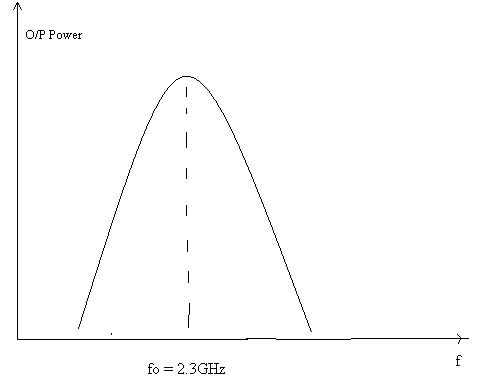 O/P Power
f
fo = 2.3GHz